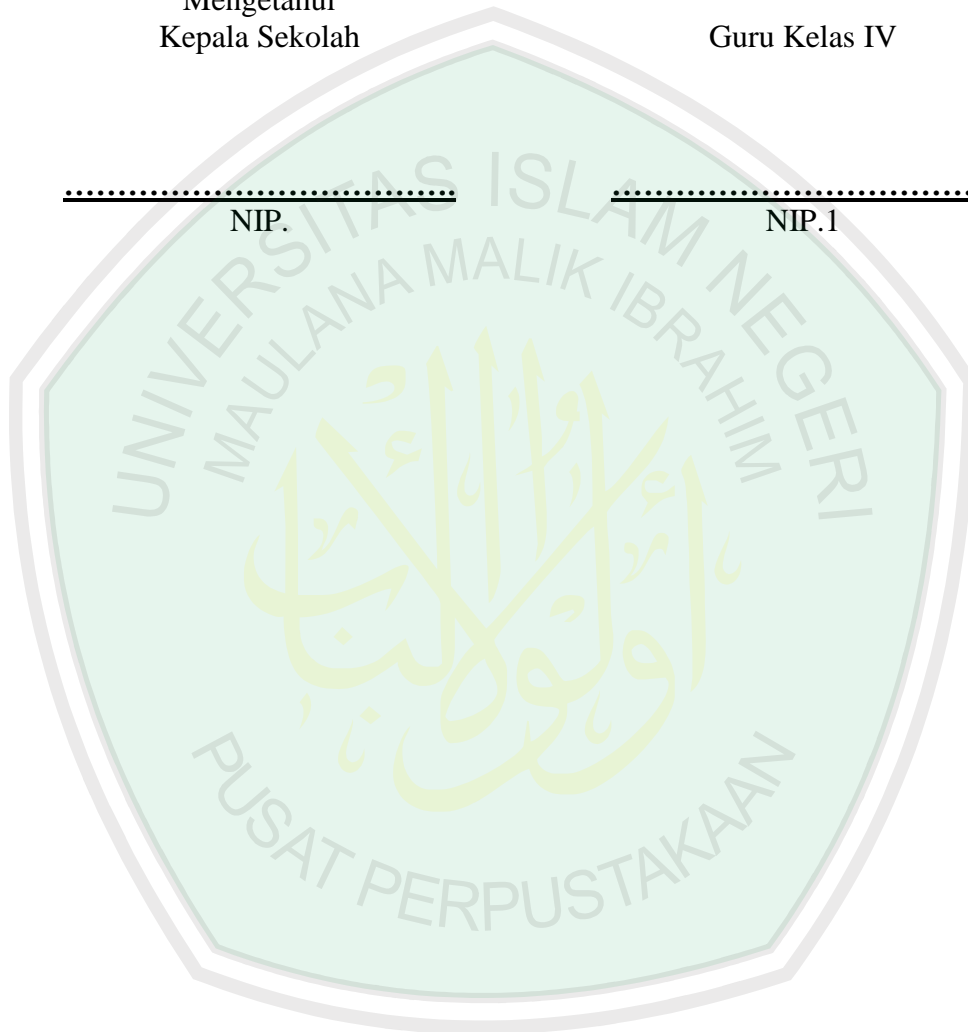 Mengetahui
Kepala Sekolah Guru Kelas IV
.................................... ....................................
NIP. NIP.1
UNIVERSITAS ISLAM NEGERI
MAULANA MALIK IBRAHIM
PUSAT PERPUSTAKAAN